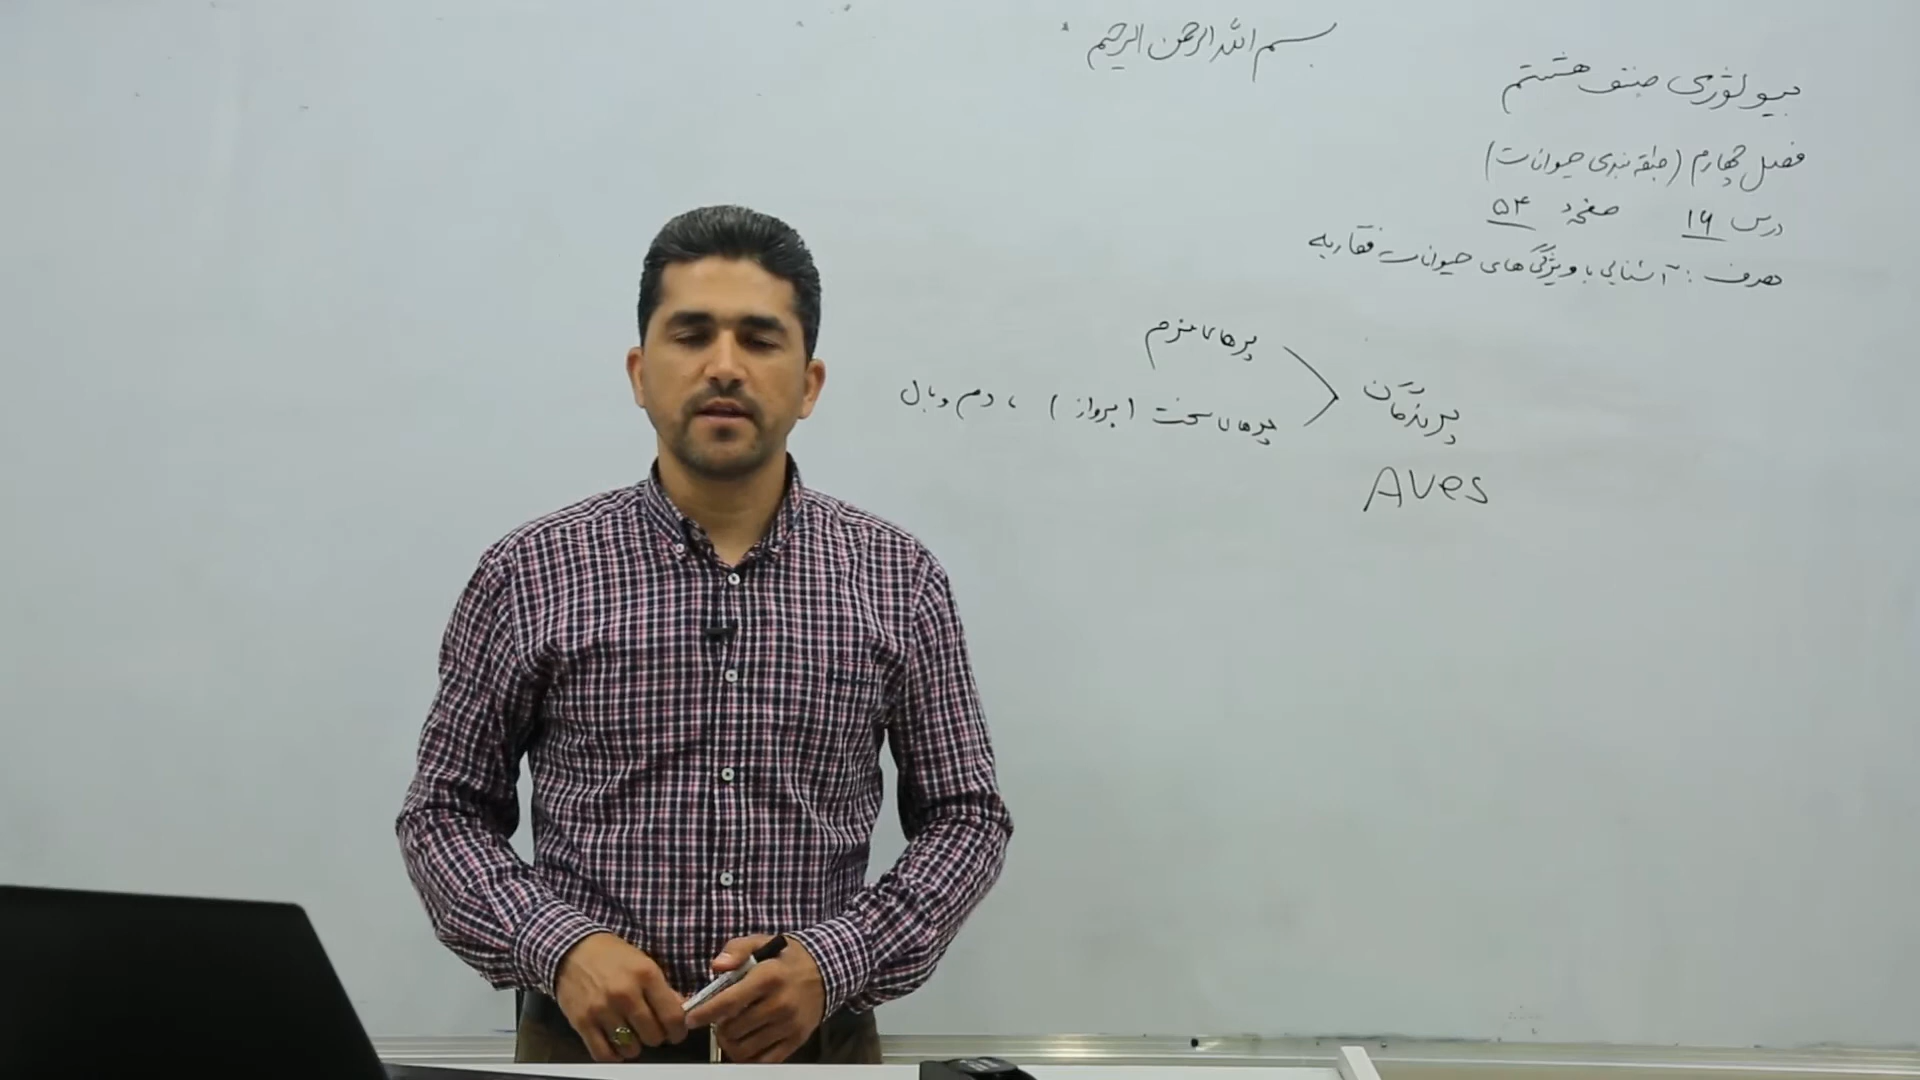 بسم الله الرحمن الرحیم
بیولوژی صنف هشتم
فصل چهارم (طبقه بندی حیوانات)
درس ۱۶ صفحه ۵۴
هدف : آشنایی با ویژگی های حیوانات فقاریه
پرهای نرم
پرندگان
پرهای سخت (پرواز) ، دم و بال
Aves